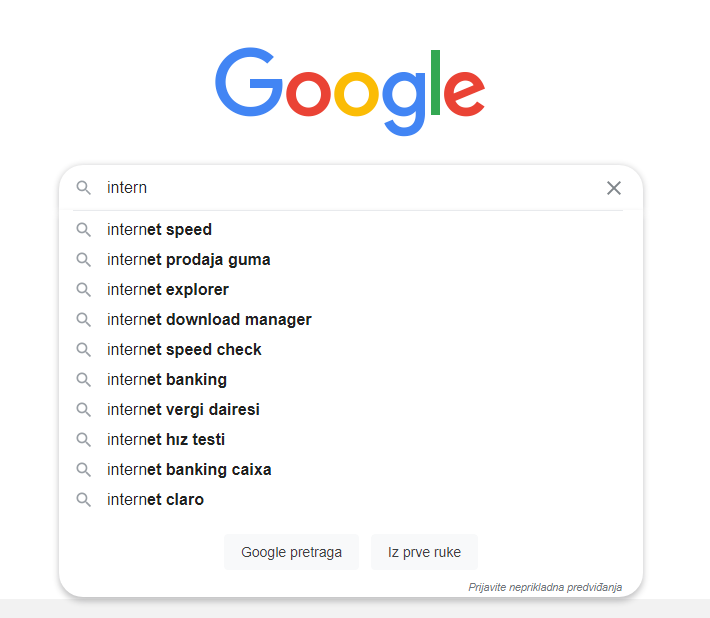 Google
intern
internet speed
internet prodaja guma
internet explorer
internet download manager
internet speed check
internet banking
internet vergi dairesi
internet hız testi
internet banking caixa
internet claro
Google pretraga
Iz prve ruke
Prijavite neprikladna predviđanja